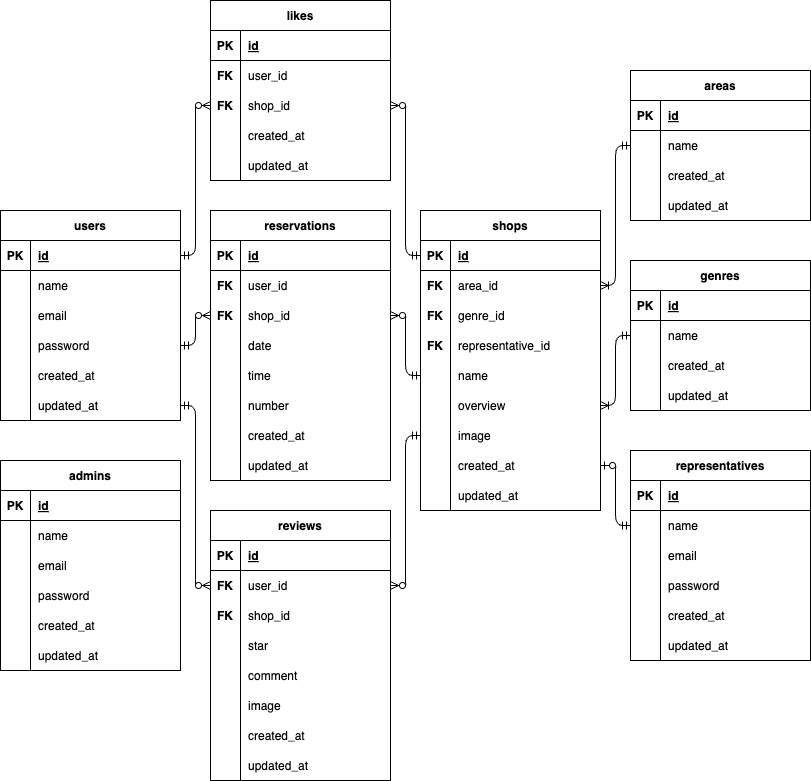 likes
PK id
FK user_id
FK shop_id
created_at
updated_at
users
PK id
name
email
password
created_at
updated_at
reservations
PK id
FK user_id
FK shop_id
date
time
number
created_at
updated_at
shops
PK id
FK area_id
FK genre_id
FK representative_id
name
overview
image
created_at
updated_at
areas
PK id
name
created_at
updated_at
genres
PK id
name
created_at
updated_at
admins
PK id
name
email
password
created_at
updated_at
reviews
PK id
FK user_id
FK shop_id
star
comment
image
created_at
updated_at
representatives
PK id
name
email
password
created_at
updated_at